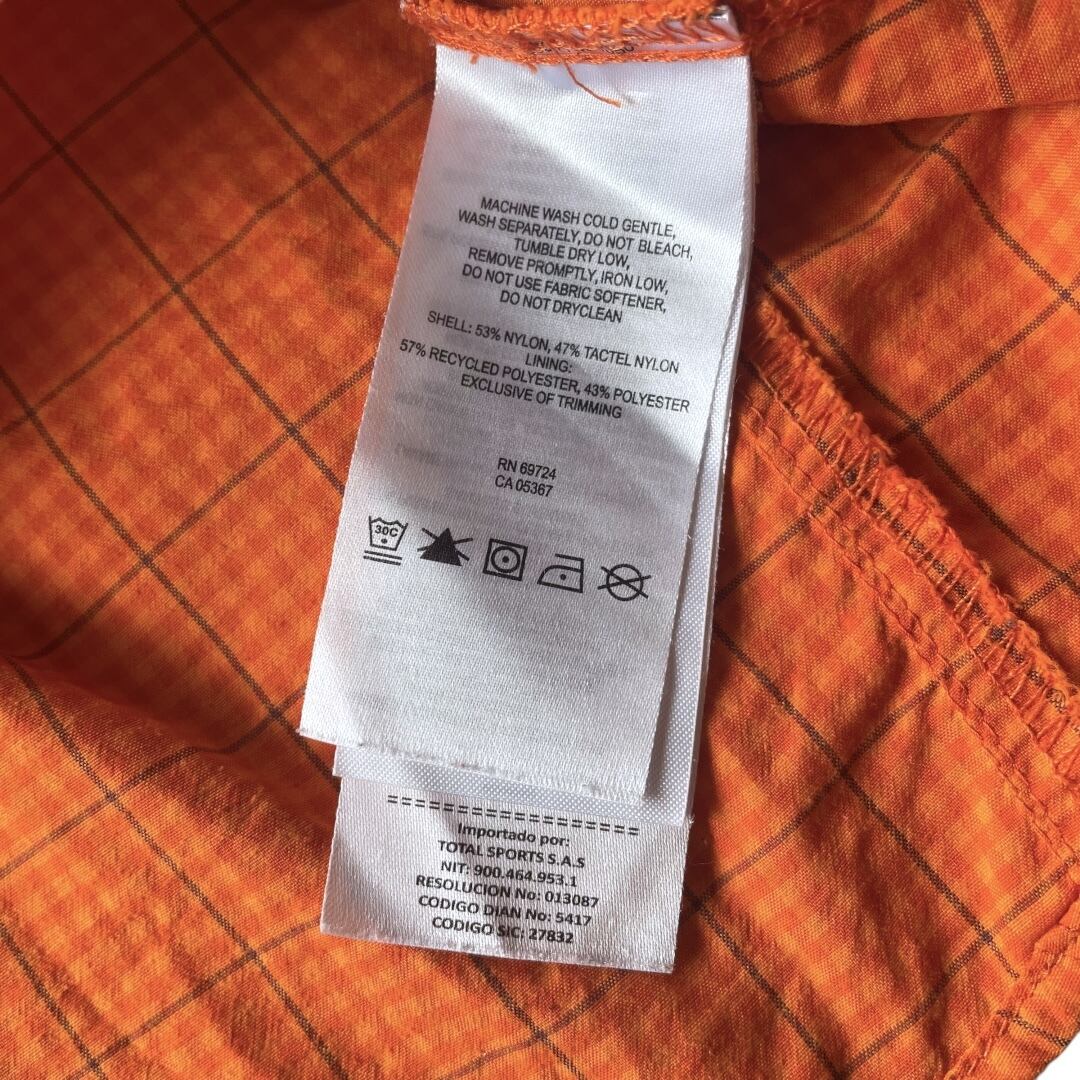 MACHINE WASH COLD GENTLE,
WASH SEPARATELY, DO NOT BLEACH,
TUMBLE DRY LOW,
REMOVE PROMPTLY, IRON LOW,
DO NOT USE FABRIC SOFTENER,
DO NOT DRYCLEAN
SHELL: 53% NYLON, 47% TACTEL NYLON
LINING:
57% RECYCLED POLYESTER, 43% POLYESTER
EXCLUSIVE OF TRIMMING
RN 69724
CA 05367
30C
==================
Importado por:
TOTAL SPORTS S.A.S
NIT: 900.464.953.1
RESOLUCION No: 013087
CODIGO DIAN No: 5417
CODIGO SIC: 27832